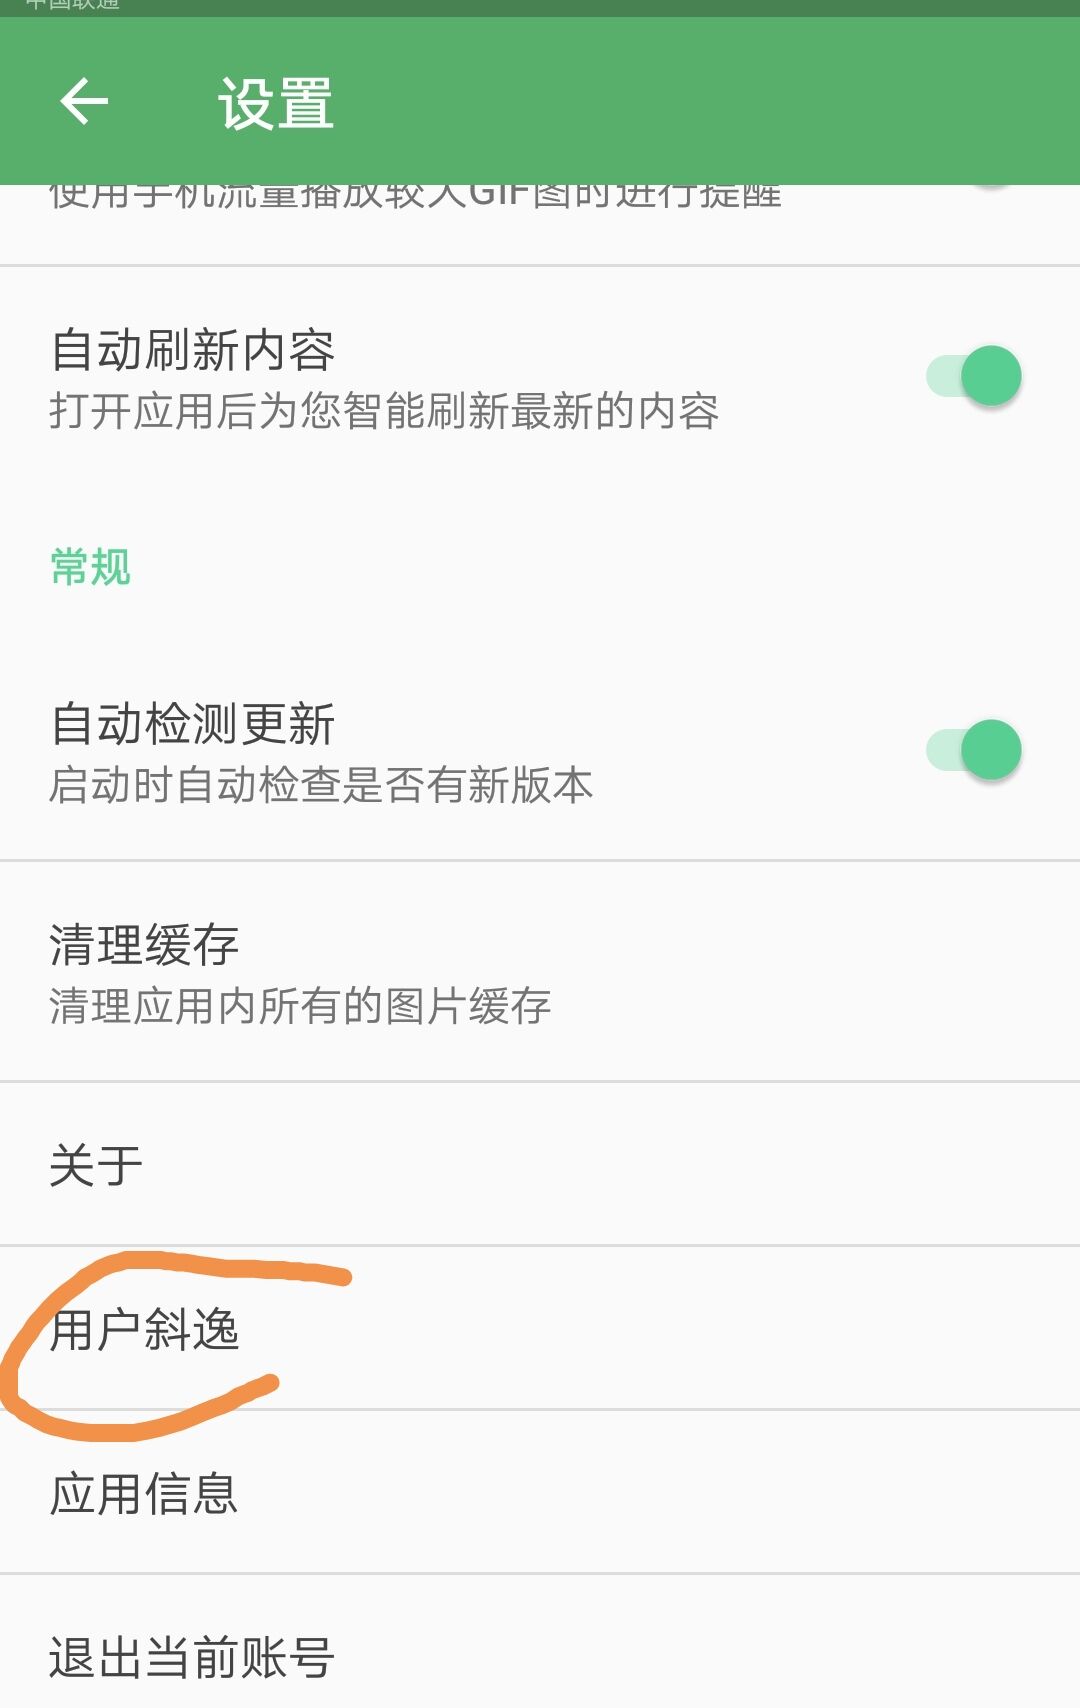 中国联通
设置
使用手机流量播放较大GIF图时进行提醒
自动刷新内容
打开应用后为您智能刷新最新的内容
常规
自动检测更新
启动时自动检查是否有新版本
清理缓存
清理应用内所有的图片缓存
关于
用户斜逸
应用信息
退出当前账号